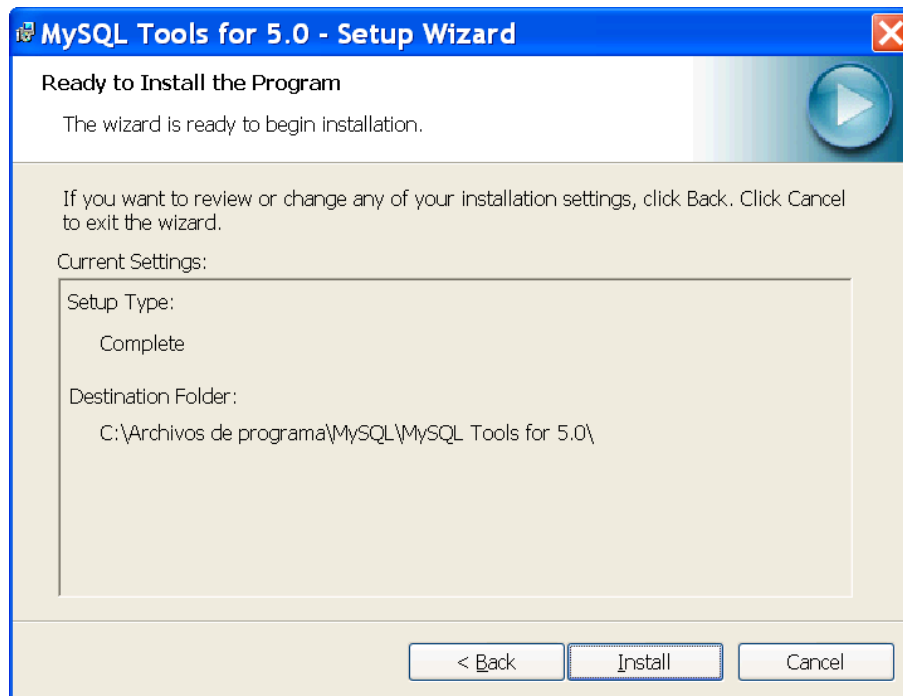 MySQL Tools for 5.0 - Setup Wizard
Ready to Install the Program
The wizard is ready to begin installation.
If you want to review or change any of your installation settings, click Back. Click Cancel
to exit the wizard.
Current Settings:
Setup Type:
Complete
Destination Folder:
C:\Archivos de programa\MySQL\MySQL Tools for 5.0\
< Back
Install
Cancel